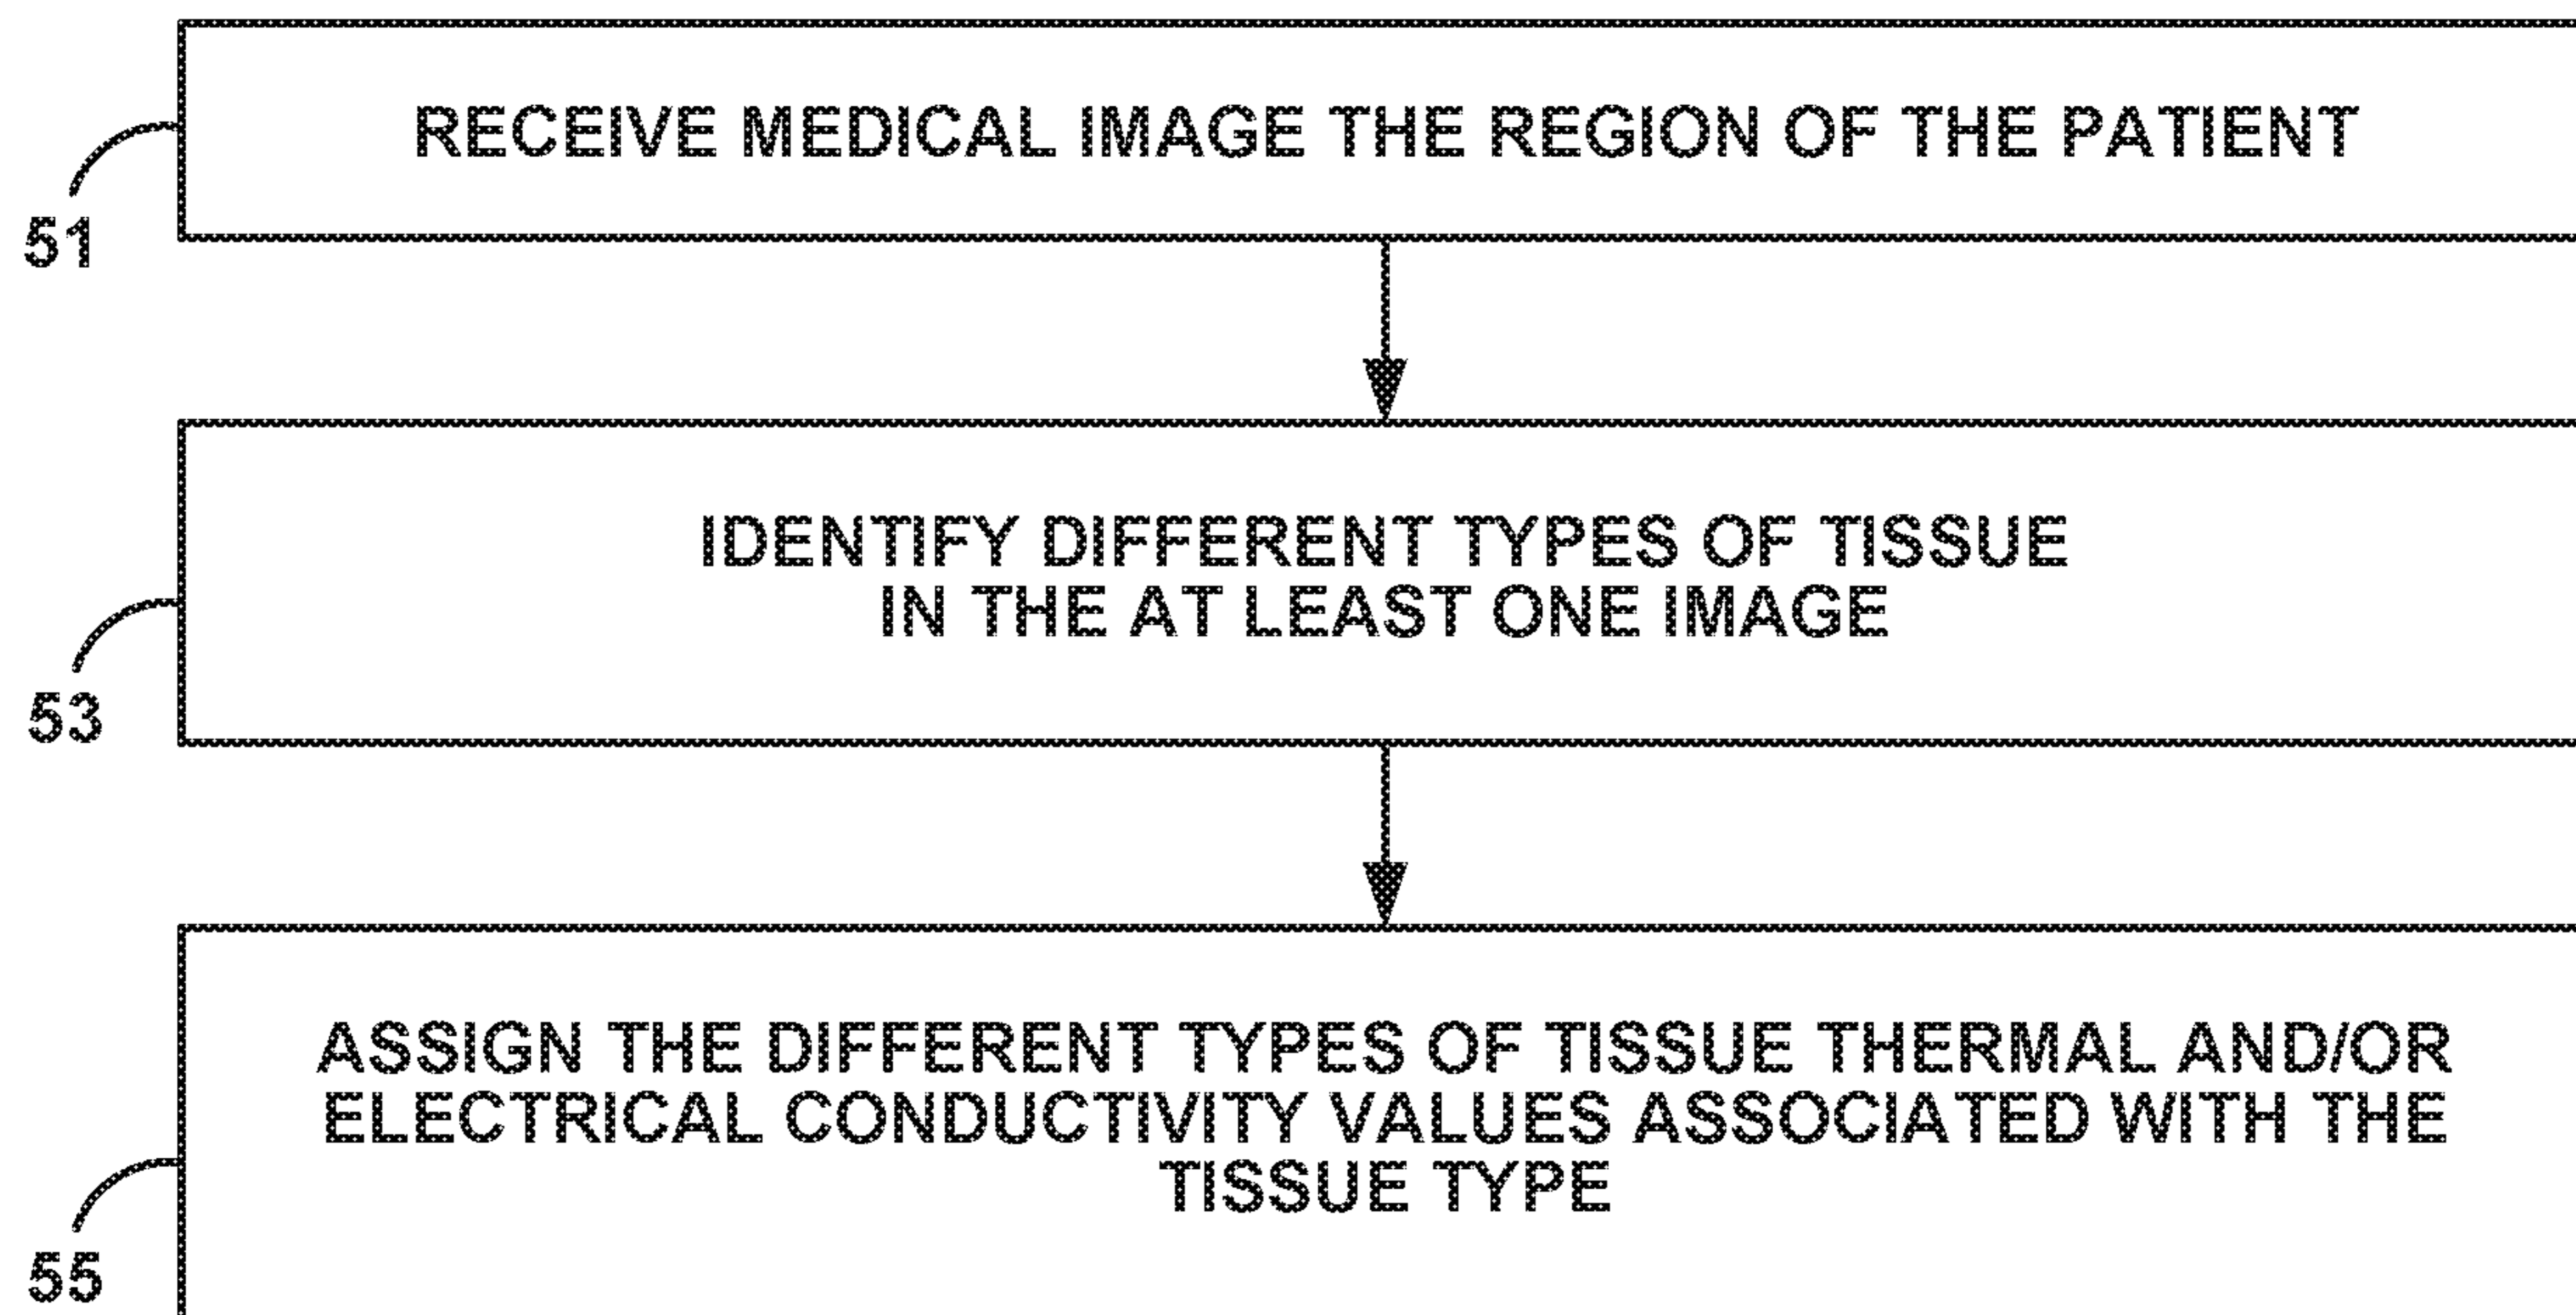 RECEIVE MEDICAL IMAGE THE REGION OF THE PATIENT
51
IDENTIFY DIFFERENT TYPES OF TISSUE
IN THE AT LEAST ONE IMAGE
53
ASSIGN THE DIFFERENT TYPES OF TISSUE THERMAL AND/OR
ELECTRICAL CONDUCTIVITY VALUES ASSOCIATED WITH THE
TISSUE TYPE
55